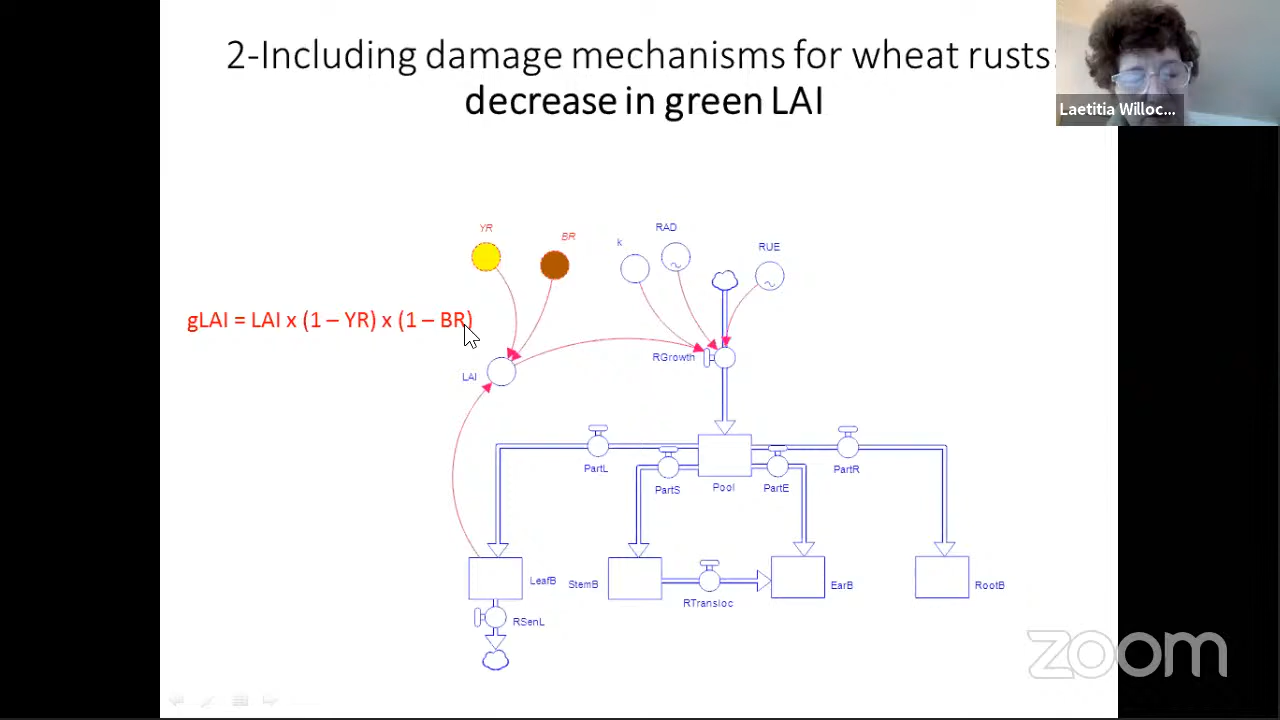 2-Including damage mechanisms for wheat rusts:
decrease in green LAI
Laetitia Willoc...
YR
BR
k
RAD
RUE
gLAI = LAI x (1 – YR) x (1 – BR)
LAI
RGrowth
PartL
PartS
Pool
PartE
PartR
LeafB
StemB
RTransloc
EarB
RootB
RSenL
zoom